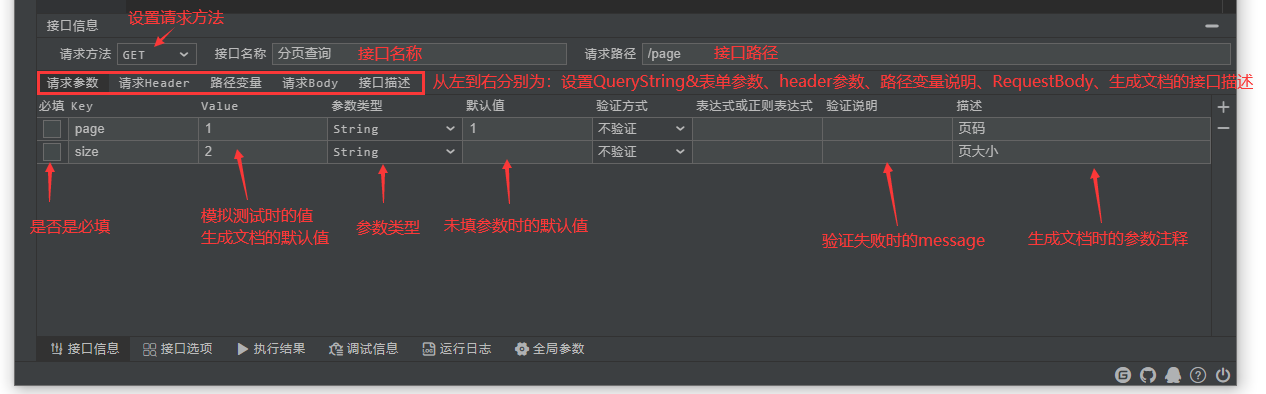 设置请求方法
接口信息
请求方法 GET 接口名称 分页查询 接口名称 请求路径 /page 接口路径
请求参数 请求Header 路径变量 请求Body 接口描述 从左到右分别为：设置QueryString&表单参数、header参数、路径变量说明、RequestBody、生成文档的接口描述
必填 Key Value 参数类型 默认值 验证方式 表达式或正则表达式 验证说明 描述
page 1 String 1 不验证 页码
size 2 String 不验证 页大小
是否是必填
模拟测试时的值
生成文档的默认值
参数类型
未填参数时的默认值
验证失败时的message
生成文档时的参数注释
接口信息 接口选项 执行结果 调试信息 运行日志 全局参数